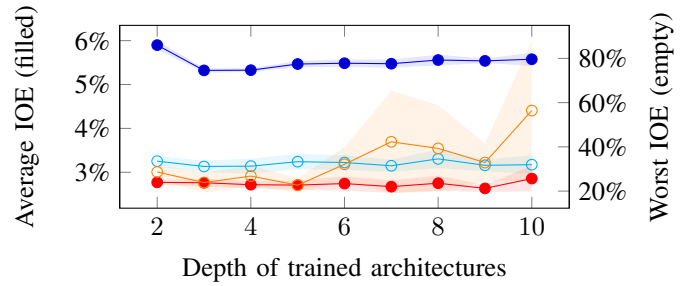 Average IOE (filled)
6%
5%
4%
3%
80%
60%
40%
20%
Worst IOE (empty)
2 4 6 8 10
Depth of trained architectures